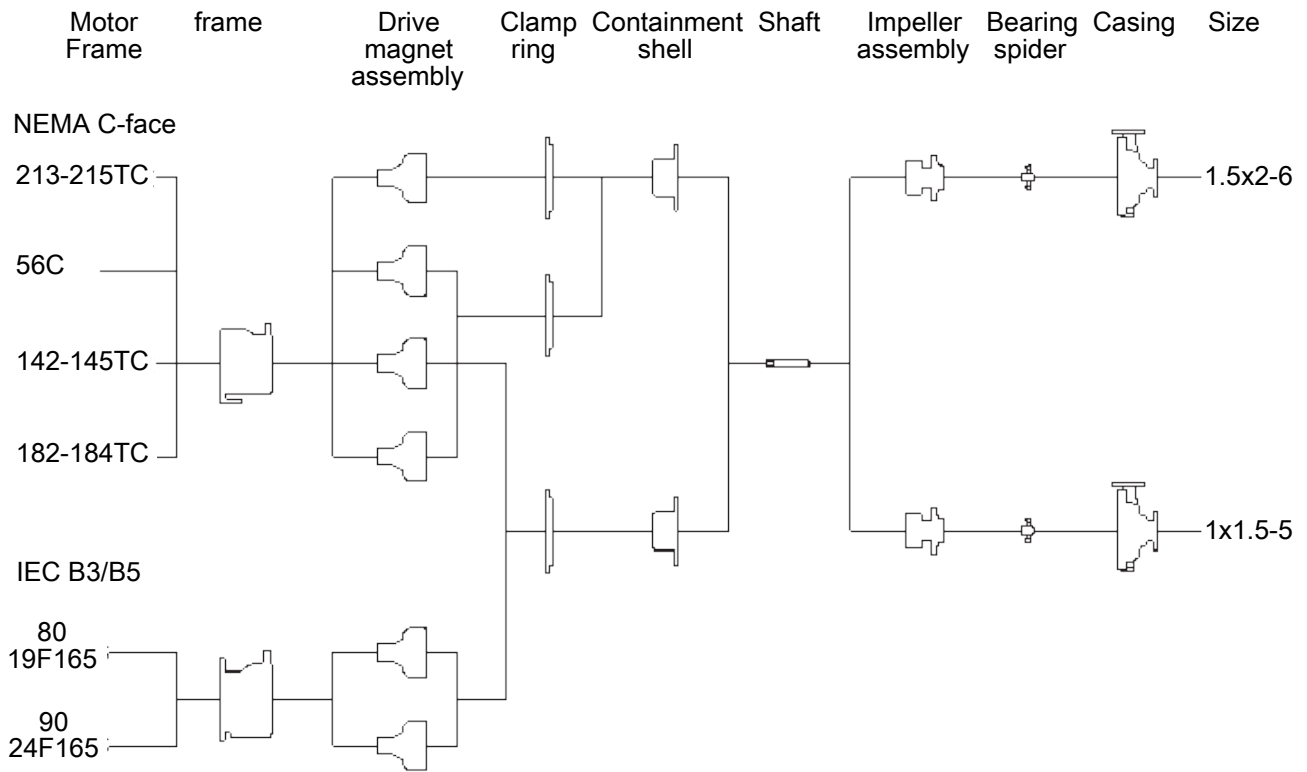 Motor frame Drive Clamp Containment Shaft Impeller Bearing Casing Size
Frame magnet ring shell assembly spider
assembly
NEMA C-face
213-215TC 1.5x2-6
56C
142-145TC
182-184TC
1x1.5-5
IEC B3/B5
80
19F165
90
24F165